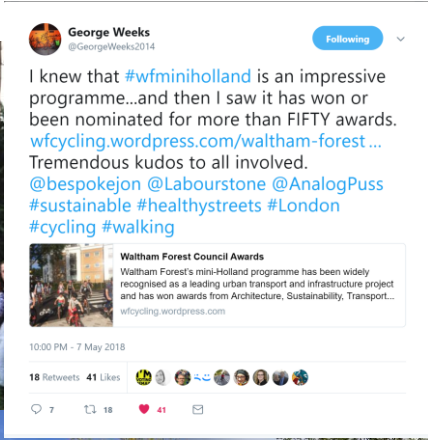 George Weeks
@GeorgeWeeks2014
Following
I knew that #wfminiholland is an impressive
programme...and then I saw it has won or
been nominated for more than FIFTY awards.
wfcycling.wordpress.com/waltham-forest ...
Tremendous kudos to all involved.
@bespokejon @Labourstone @AnalogPuss
#sustainable #healthystreets #London
#cycling #walking
Waltham Forest Council Awards
Waltham Forest's mini-Holland programme has been widely
recognised as a leading urban transport and infrastructure project
and has won awards from Architecture, Sustainability, Transport...
wfcycling.wordpress.com
10:00 PM - 7 May 2018
18 Retweets 41 Likes
7 18 41